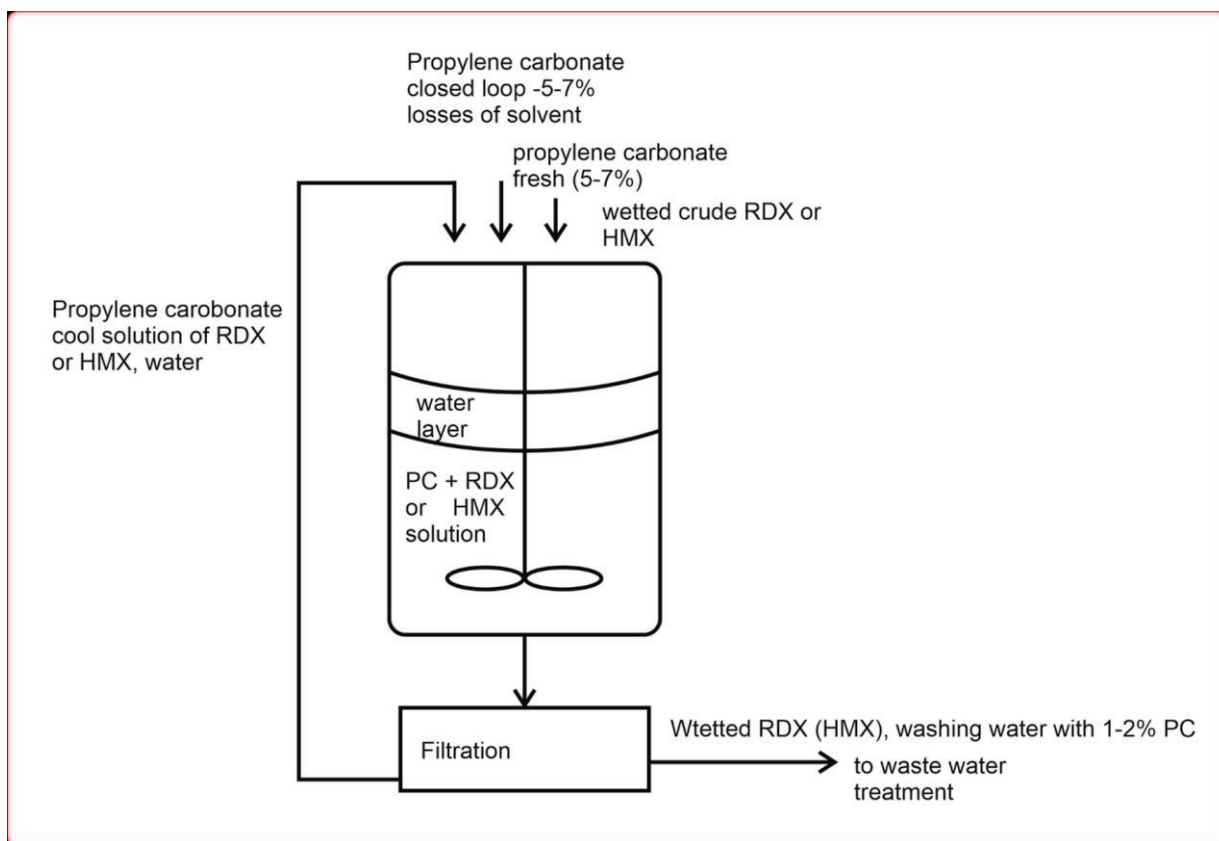 Propylene carbonate
closed loop -5-7%
losses of solvent
propylene carbonate
fresh (5-7%)
wetted crude RDX or
HMX
Propylene carobonate
cool solution of RDX
or HMX, water
water
layer
PC + RDX
or HMX
solution
Filtration
Wtetted RDX (HMX), washing water with 1-2% PC
to waste water
treatment